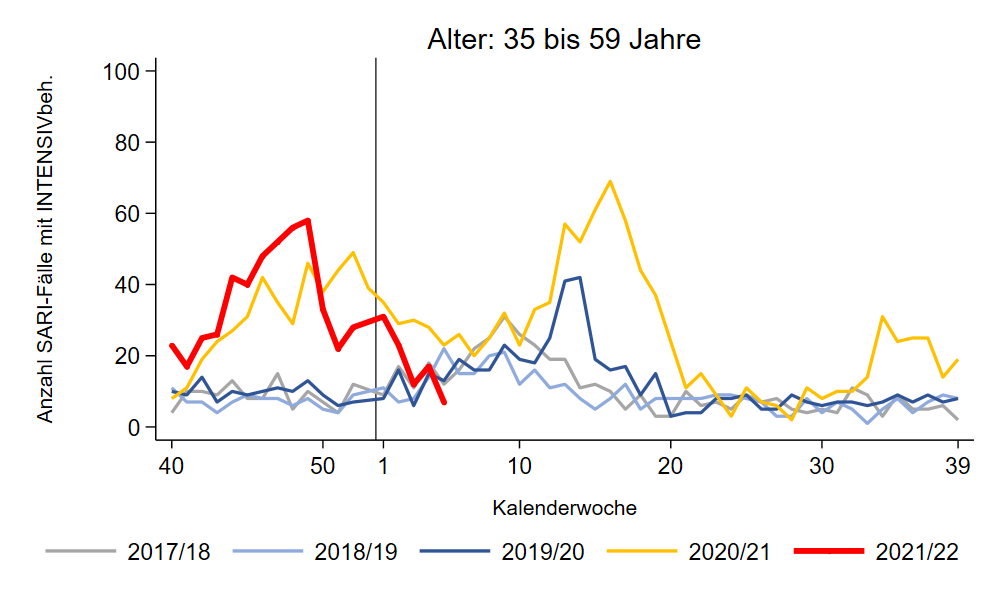 Alter: 35 bis 59 Jahre
Anzahl SARI-Fälle mit INTENSIVbeh.
100
80
60
40
20
0
40 50 1 10 20 30 39
Kalenderwoche
2017/18 2018/19 2019/20 2020/21 2021/22